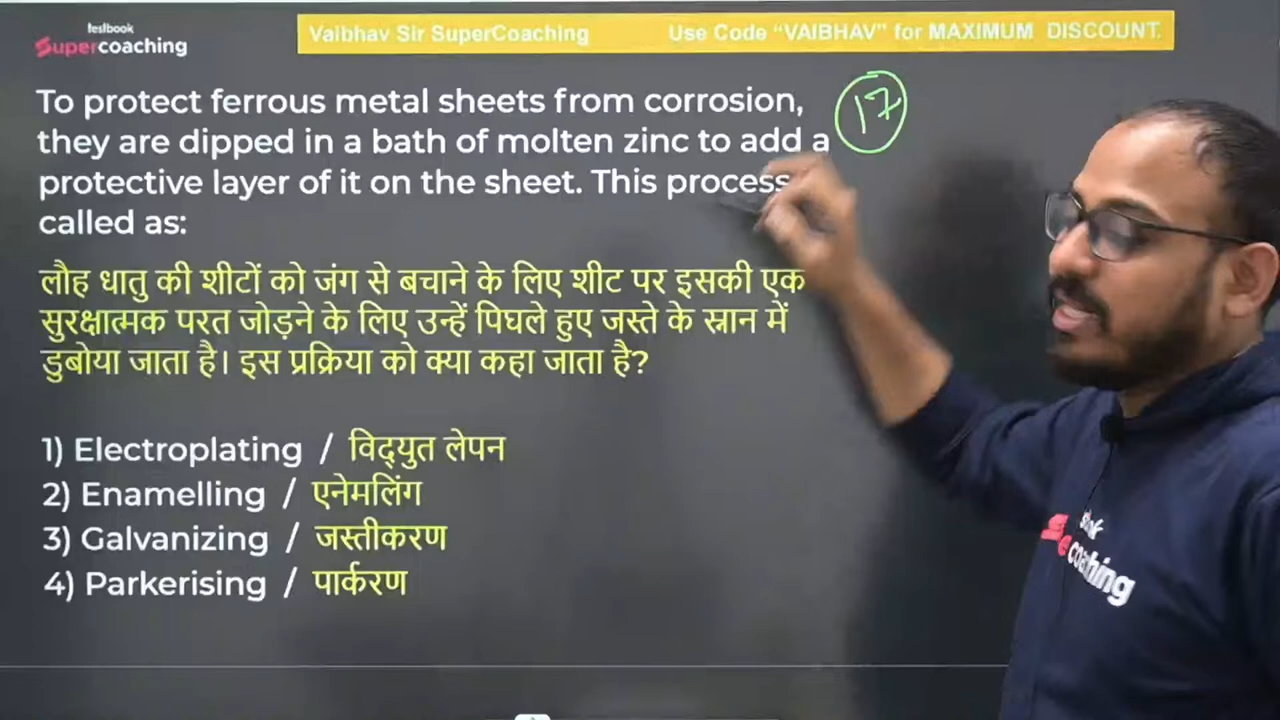 testbook
Supercoaching
Vaibhav Sir SuperCoaching Use Code “VAIBHAV” for MAXIMUM DISCOUNT.
To protect ferrous metal sheets from corrosion,
they are dipped in a bath of molten zinc to add a
protective layer of it on the sheet. This process
called as:
17
लौह धातु की शीटों को जंग से बचाने के लिए शीट पर इसकी एक
सुरक्षात्मक परत जोड़ने के लिए उन्हें पिघले हुए जस्ते के स्नान में
डुबोया जाता है। इस प्रक्रिया को क्या कहा जाता है?
1) Electroplating / विद्युत लेपन
2) Enamelling / एनेमलिंग
3) Galvanizing / जस्तीकरण
4) Parkerising / पार्करण
coaching